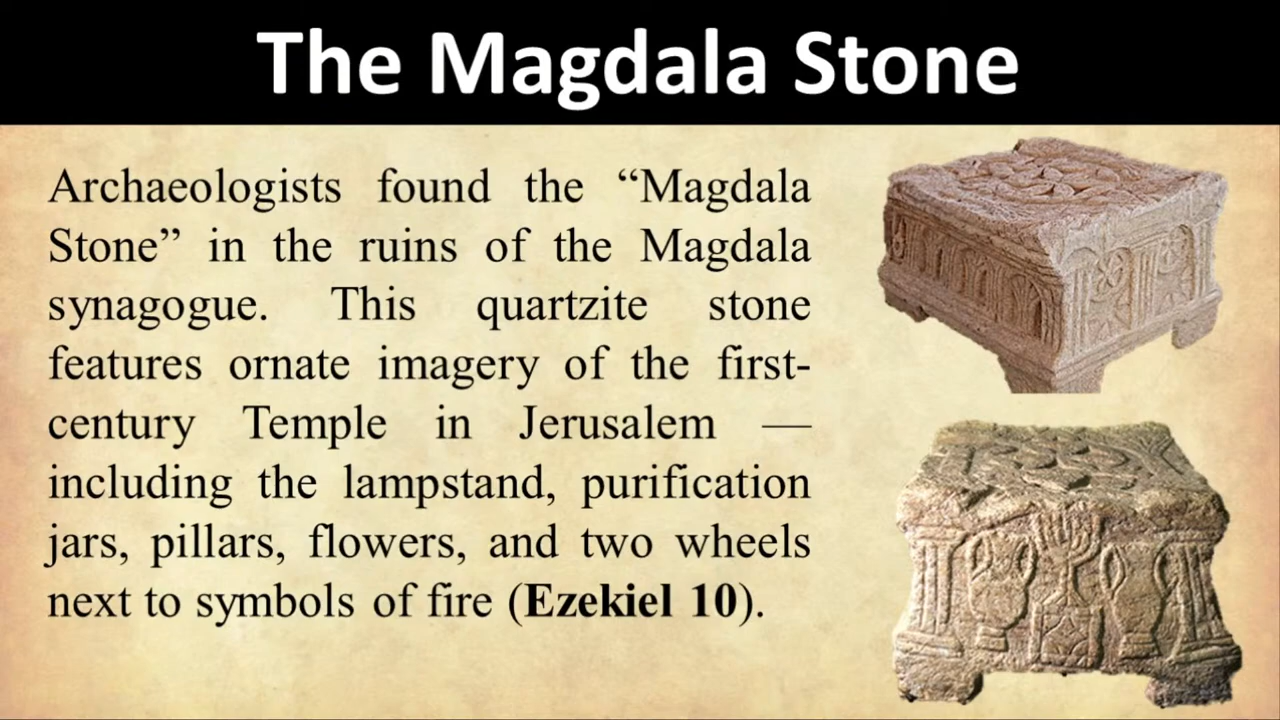 The Magdala Stone
Archaeologists found the “Magdala
Stone” in the ruins of the Magdala
synagogue. This quartzite stone
features ornate imagery of the first-
century Temple in Jerusalem —
including the lampstand, purification
jars, pillars, flowers, and two wheels
next to symbols of fire (Ezekiel 10).